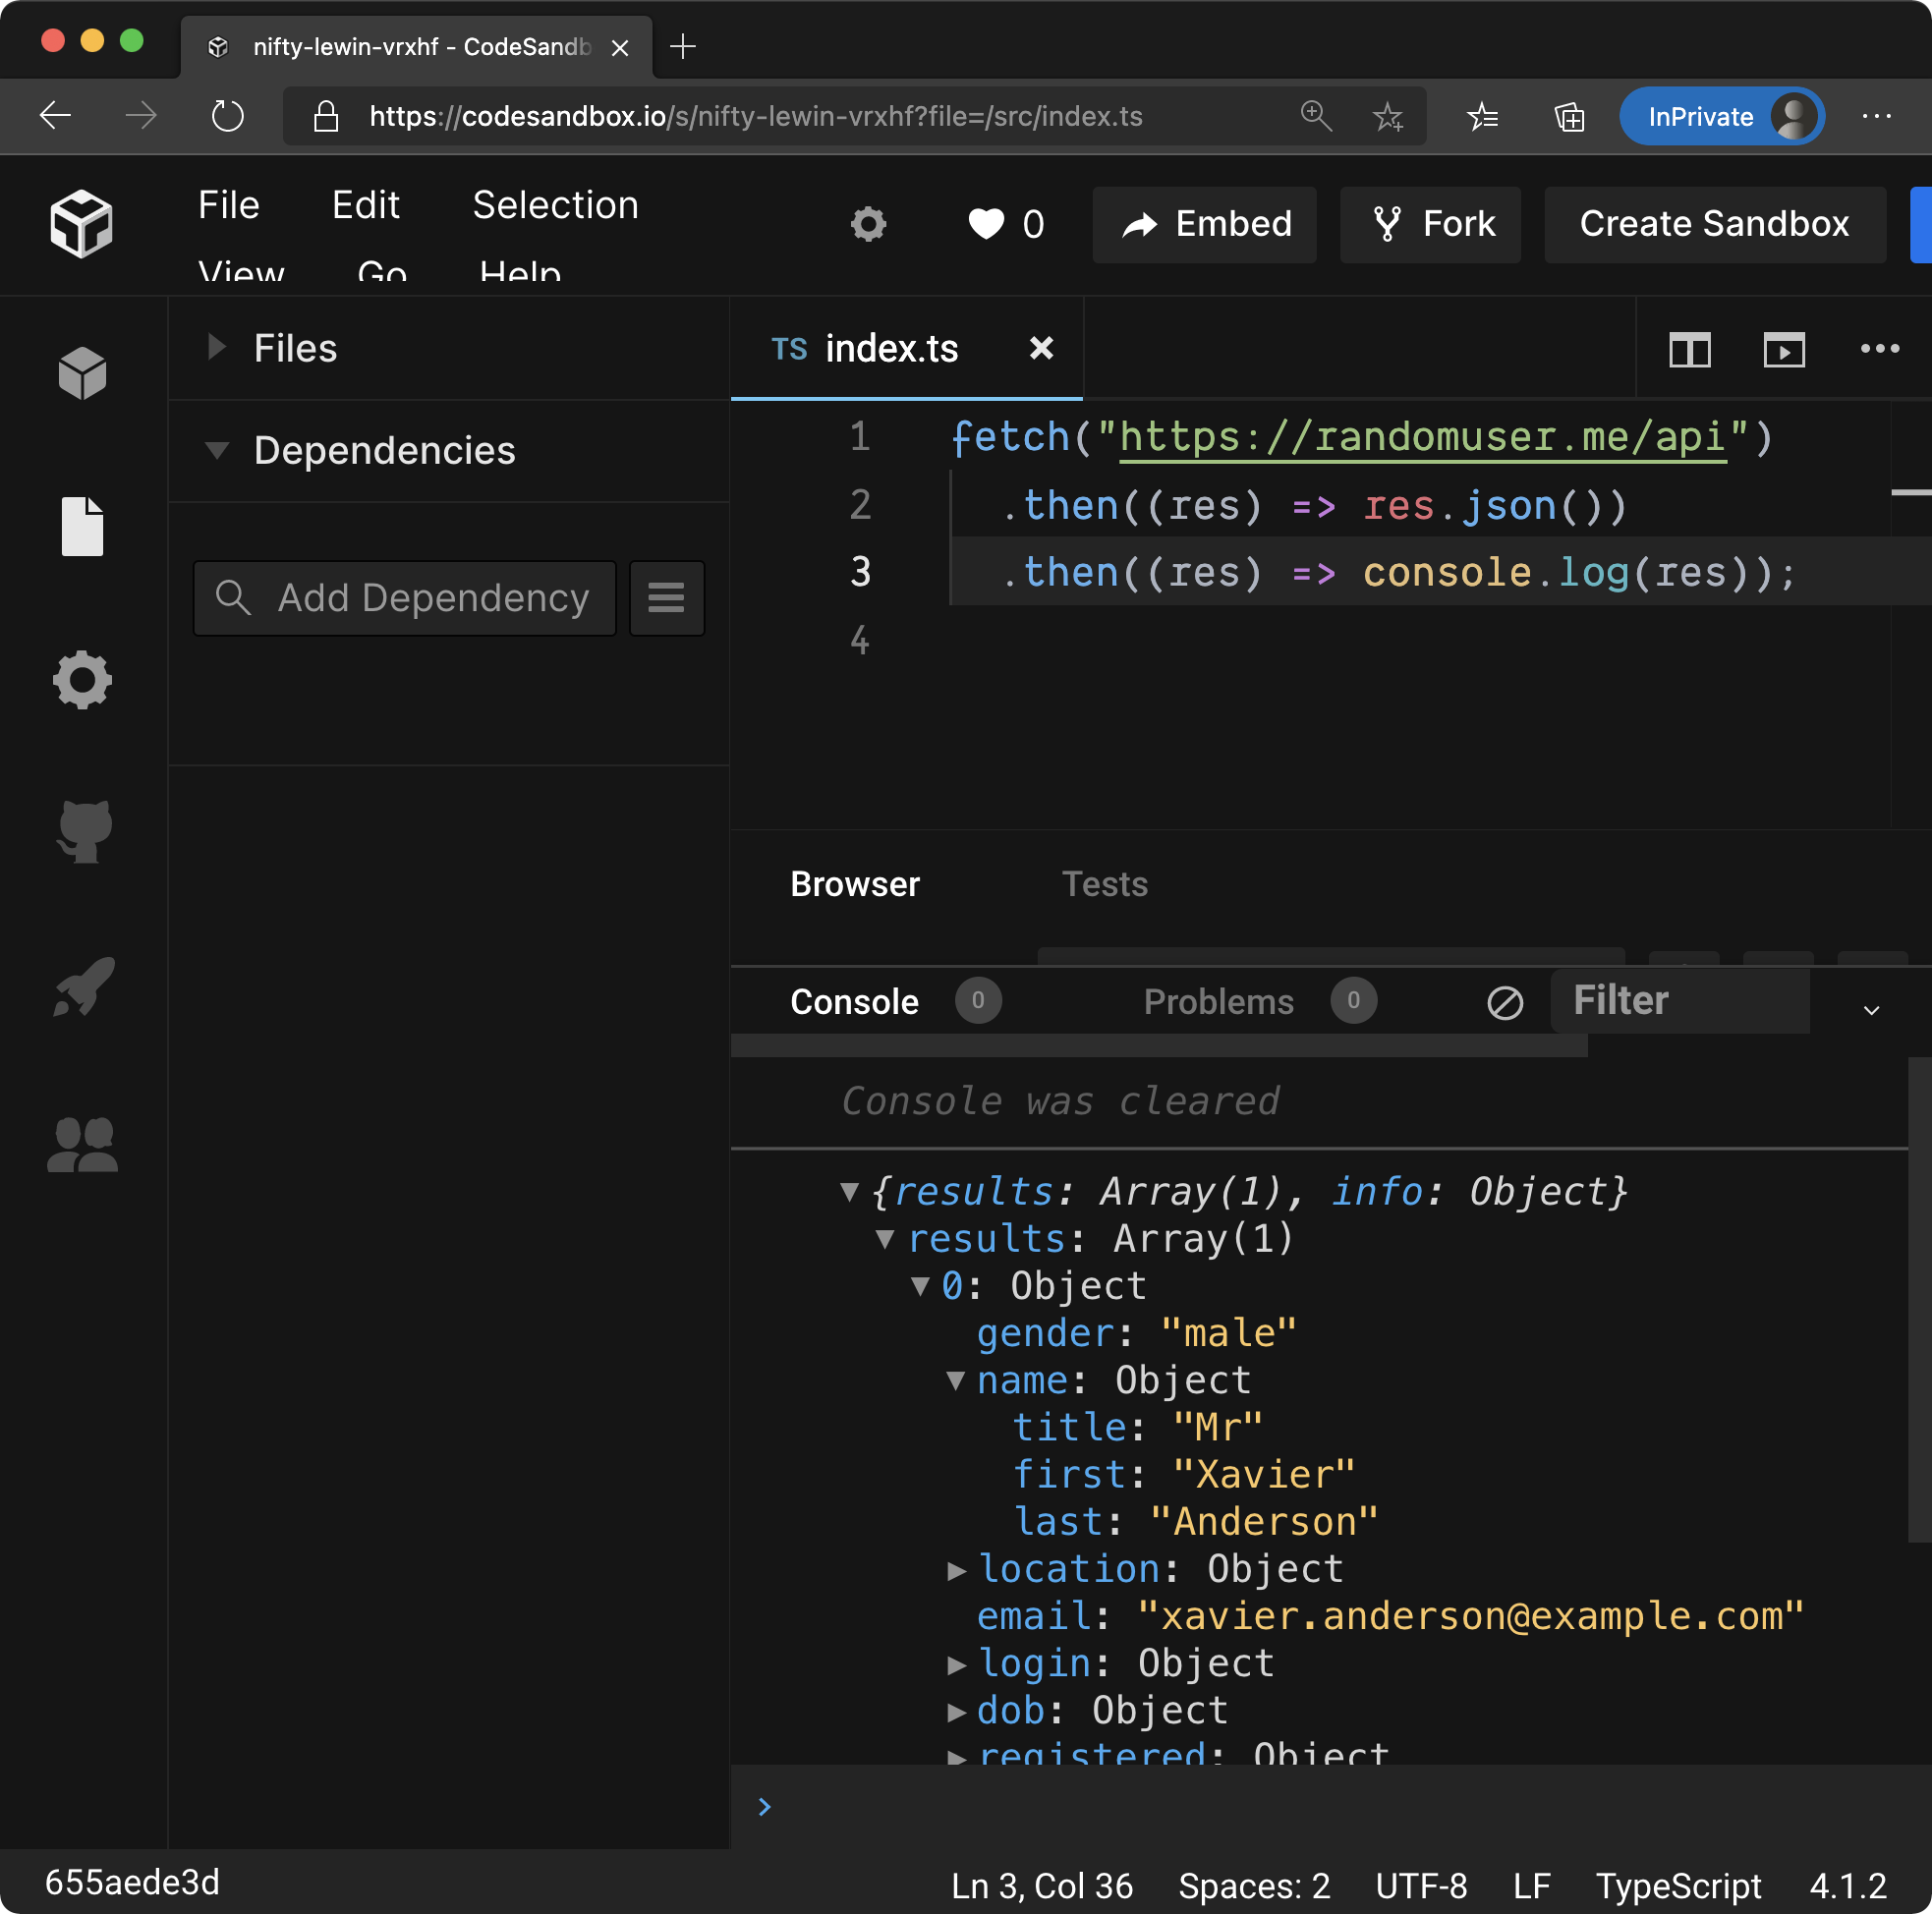 nifty-lewin-vrxhf - CodeSandb
https://codesandbox.io/s/nifty-lewin-vrxhf?file=/src/index.ts
InPrivate
File Edit Selection
View Go Help
0 Embed Fork Create Sandbox
Files
Dependencies
Add Dependency
TS index.ts
1 fetch("https://randomuser.me/api")
2 .then((res) => res.json())
3 .then((res) => console.log(res));
4
Browser Tests
Console 0 Problems 0 Filter
Console was cleared
{results: Array(1), info: Object}
results: Array(1)
0: Object
gender: "male"
name: Object
title: "Mr"
first: "Xavier"
last: "Anderson"
location: Object
email: "xavier.anderson@example.com"
login: Object
dob: Object
registered: Object
655aede3d
Ln 3, Col 36 Spaces: 2 UTF-8 LF TypeScript 4.1.2